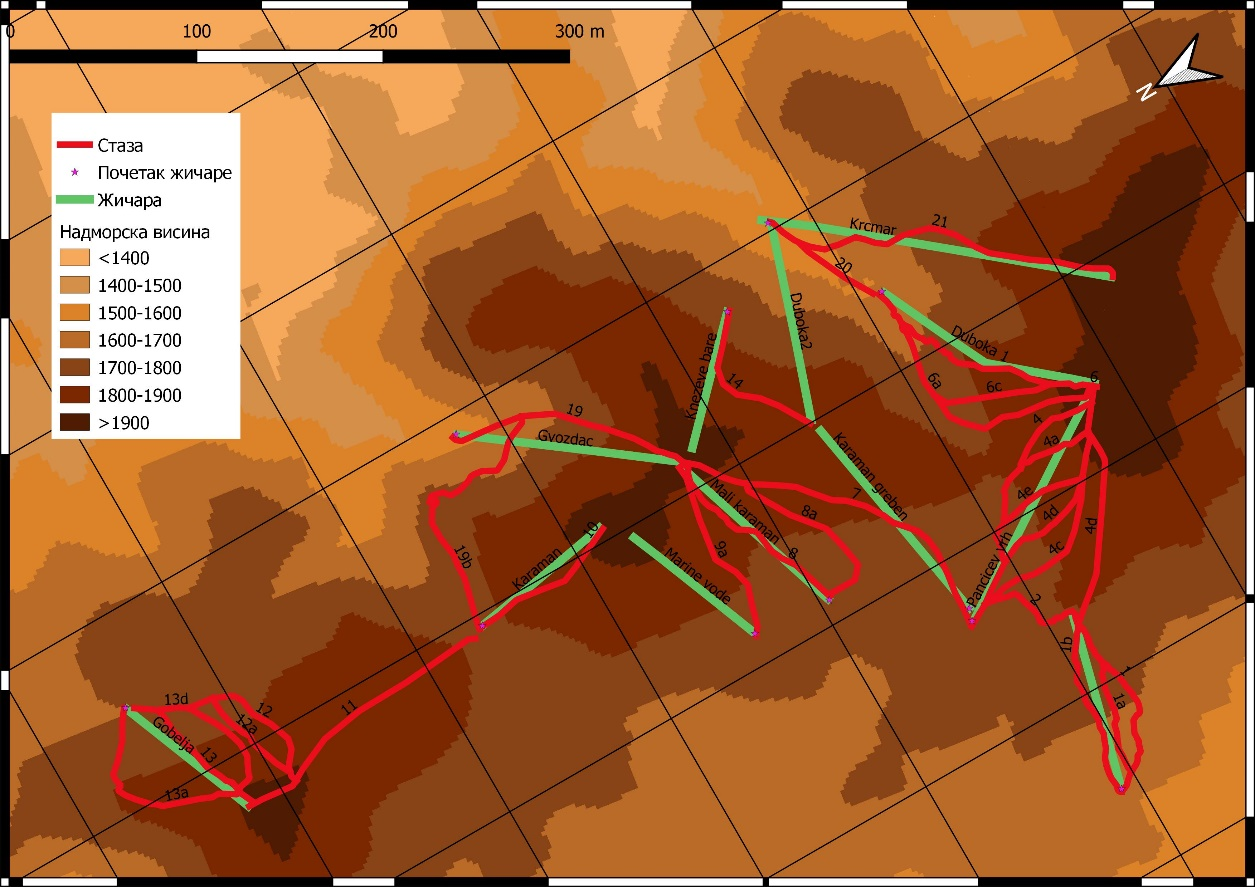 0 100 200 300 m
N
Стаза
Почетак жичаре
Жичара
Надморска висина
<1400
1400-1500
1500-1600
1600-1700
1700-1800
1800-1900
>1900
Krcmar
21
20
Duboka2
Duboka 1
6
6a
6c
Knezeve bare
14
19
Gvozdac
4
4a
4e
4d
4c
4d
Karaman greben
7
Mali karaman
8a
8
9a
Marine vode
10
Karaman
19b
Pancicev vrh
2
1b
1
1a
11
13d
12
12a
Gobelja
13
13a